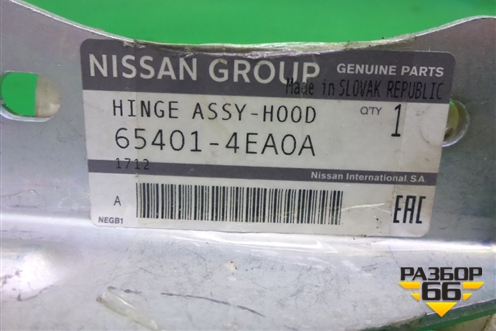 NISSAN GROUP GENUINE PARTS
Made in SLOVAK REPUBLIC
HINGE ASSY-HOOD QTY 1
65401-4EA0A
1712
Nissan International.S.A.
A
NEGB1
EAC
РАЗБОР
66